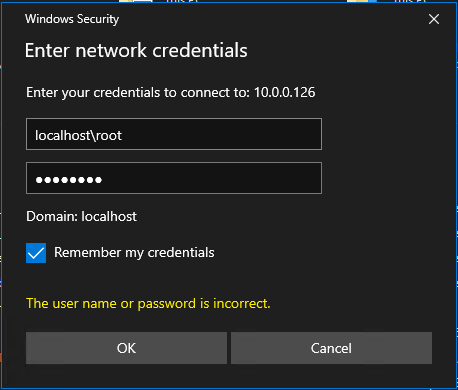 Windows Security
Enter network credentials
Enter your credentials to connect to: 10.0.0.126
localhost\root
●●●●●●●●
Domain: localhost
Remember my credentials
The user name or password is incorrect.
OK
Cancel